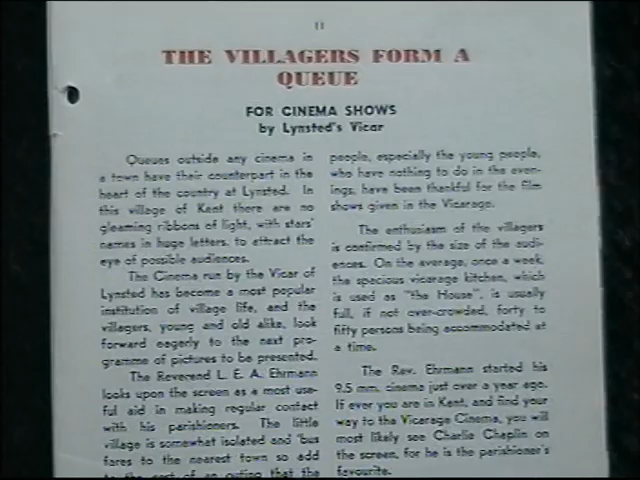 11
THE VILLAGERS FORM A
QUEUE
FOR CINEMA SHOWS
by Lynsted's Vicar
Queues outside any cinema in
a town have their counterpart in the
heart of the country at Lynsted. In
this village of Kent there are no
gleaming ribbons of light, with stars'
names in huge letters, to attract the
eye of possible audiences.
The Cinema run by the Vicar of
Lynsted has become a most popular
institution of village life, and the
villagers, young and old alike, look
forward eagerly to the next pro-
gramme of pictures to be presented.
The Reverend L. E. A. Ehrmann
looks upon the screen as a most use-
ful aid in making regular contact
with his parishioners. The little
village is somewhat isolated and 'bus
fares to the nearest town so add
to the cost of an outing that the
people, especially the young people,
who have nothing to do in the even-
ings, have been thankful for the film
shows given in the Vicarage.
The enthusiasm of the villagers
is confirmed by the size of the audi-
ences. On the average, once a week,
the spacious vicarage kitchen, which
is used as "the House", is usually
full, if not over-crowded, forty to
fifty persons being accommodated at
a time.
The Rev. Ehrmann started his
9.5 mm. cinema just over a year ago.
If ever you are in Kent, and find your
way to the Vicarage Cinema, you will
most likely see Charlie Chaplin on
the screen, for he is the parishioner's
favourite.